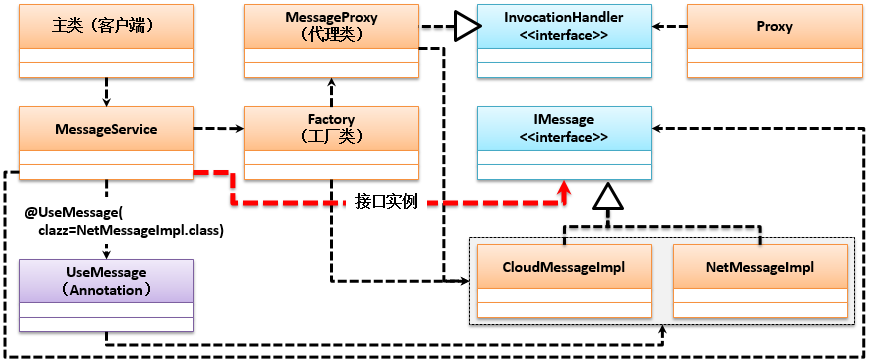 主类（客户端）
MessageProxy
（代理类）
InvocationHandler
<<interface>>
Proxy
MessageService
Factory
（工厂类）
IMessage
<<interface>>
接口实例
@UseMessage(
clazz=NetMessageImpl.class)
UseMessage
（Annotation）
CloudMessageImpl
NetMessageImpl